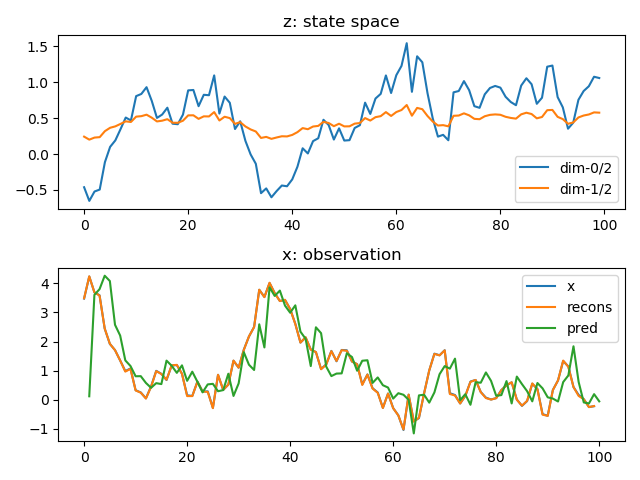 z: state space
1.5
1.0
0.5
0.0
−0.5
dim-0/2
dim-1/2
0 20 40 60 80 100
x: observation
4
3
2
1
0
−1
x
recons
pred
0 20 40 60 80 100